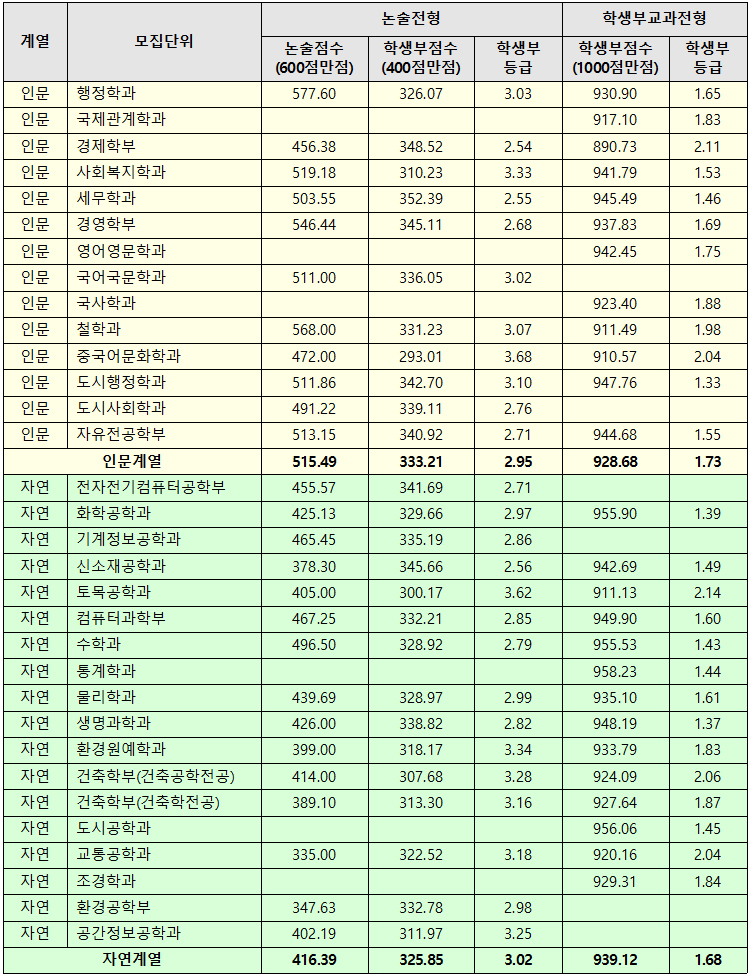 계열 모집단위 논술전형 학생부교과전형
논술점수 학생부점수 학생부 학생부점수 학생부
(600점만점) (400점만점) 등급 (1000점만점) 등급
인문 행정학과 577.60 326.07 3.03 930.90 1.65
인문 국제관계학과 917.10 1.83
인문 경제학부 456.38 348.52 2.54 890.73 2.11
인문 사회복지학과 519.18 310.23 3.33 941.79 1.53
인문 세무학과 503.55 352.39 2.55 945.49 1.46
인문 경영학부 546.44 345.11 2.68 937.83 1.69
인문 영어영문학과 942.45 1.75
인문 국어국문학과 511.00 336.05 3.02
인문 국사학과 923.40 1.88
인문 철학과 568.00 331.23 3.07 911.49 1.98
인문 중국어문화학과 472.00 293.01 3.68 910.57 2.04
인문 도시행정학과 511.86 342.70 3.10 947.76 1.33
인문 도시사회학과 491.22 339.11 2.76
인문 자유전공학부 513.15 340.92 2.71 944.68 1.55
인문계열 515.49 333.21 2.95 928.68 1.73
자연 전자전기컴퓨터공학부 455.57 341.69 2.71
자연 화학공학과 425.13 329.66 2.97 955.90 1.39
자연 기계정보공학과 465.45 335.19 2.86
자연 신소재공학과 378.30 345.66 2.56 942.69 1.49
자연 토목공학과 405.00 300.17 3.62 911.13 2.14
자연 컴퓨터과학부 467.25 332.21 2.85 949.90 1.60
자연 수학과 496.50 328.92 2.79 955.53 1.43
자연 통계학과 958.23 1.44
자연 물리학과 439.69 328.97 2.99 935.10 1.61
자연 생명과학과 426.00 338.82 2.82 948.19 1.37
자연 환경원예학과 399.00 318.17 3.34 933.79 1.83
자연 건축학부(건축공학전공) 414.00 307.68 3.28 924.09 2.06
자연 건축학부(건축학전공) 389.10 313.30 3.16 927.64 1.87
자연 도시공학과 956.06 1.45
자연 교통공학과 335.00 322.52 3.18 920.16 2.04
자연 조경학과 929.31 1.84
자연 환경공학부 347.63 332.78 2.98
자연 공간정보공학과 402.19 311.97 3.25
자연계열 416.39 325.85 3.02 939.12 1.68